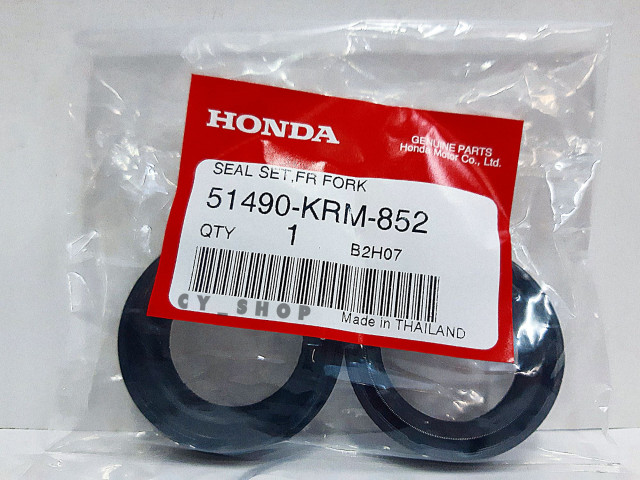 HONDA
GENUINE PARTS
Honda Motor Co., Ltd.
SEAL SET,FR FORK
51490-KRM-852
QTY 1 B2H07
CY_SHOP
Made in THAILAND